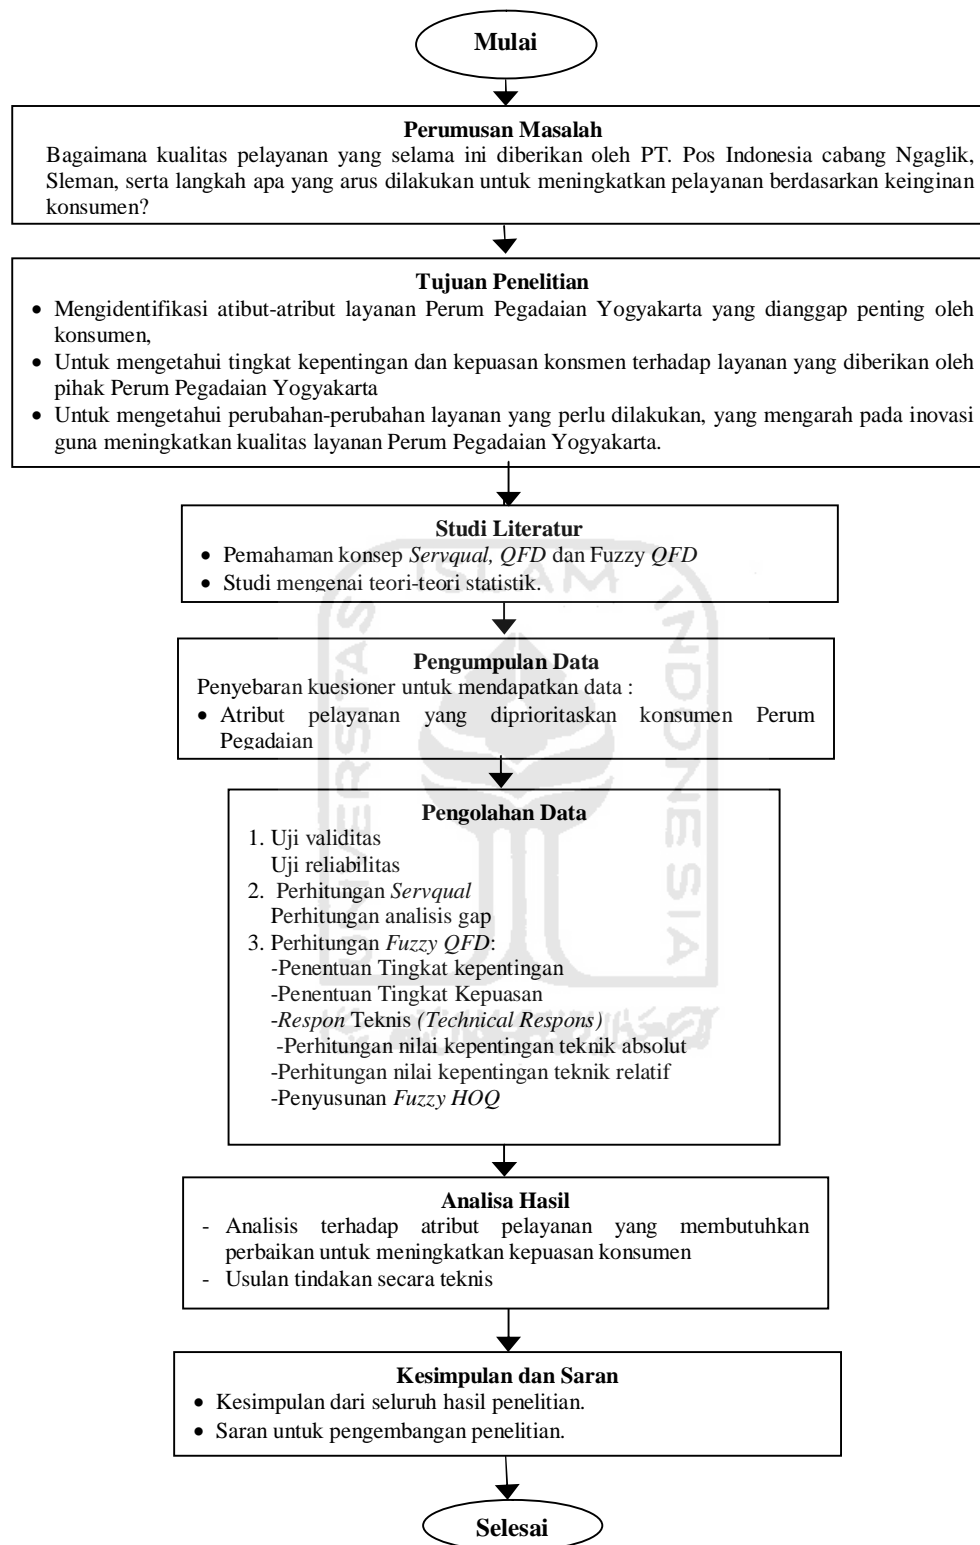 Mulai
Perumusan Masalah
Bagaimana kualitas pelayanan yang selama ini diberikan oleh PT. Pos Indonesia cabang Ngaglik,
Sleman, serta langkah apa yang arus dilakukan untuk meningkatkan pelayanan berdasarkan keinginan
konsumen?
Tujuan Penelitian
• Mengidentifikasi atibut-atribut layanan Perum Pegadaian Yogyakarta yang dianggap penting oleh
konsumen,
• Untuk mengetahui tingkat kepentingan dan kepuasan konsmen terhadap layanan yang diberikan oleh
pihak Perum Pegadaian Yogyakarta
• Untuk mengetahui perubahan-perubahan layanan yang perlu dilakukan, yang mengarah pada inovasi
guna meningkatkan kualitas layanan Perum Pegadaian Yogyakarta.
Studi Literatur
• Pemahaman konsep Servqual, QFD dan Fuzzy QFD
• Studi mengenai teori-teori statistik.
Pengumpulan Data
Penyebaran kuesioner untuk mendapatkan data :
• Atribut pelayanan yang diprioritaskan konsumen Perum
Pegadaian
Pengolahan Data
1. Uji validitas
Uji reliabilitas
2. Perhitungan Servqual
Perhitungan analisis gap
3. Perhitungan Fuzzy QFD:
-Penentuan Tingkat kepentingan
-Penentuan Tingkat Kepuasan
-Respon Teknis (Technical Respons)
-Perhitungan nilai kepentingan teknik absolut
-Perhitungan nilai kepentingan teknik relatif
-Penyusunan Fuzzy HOQ
Analisa Hasil
- Analisis terhadap atribut pelayanan yang membutuhkan
perbaikan untuk meningkatkan kepuasan konsumen
- Usulan tindakan secara teknis
Kesimpulan dan Saran
• Kesimpulan dari seluruh hasil penelitian.
• Saran untuk pengembangan penelitian.
Selesai
UNIVERSITAS
ISLAM
INDONESIA